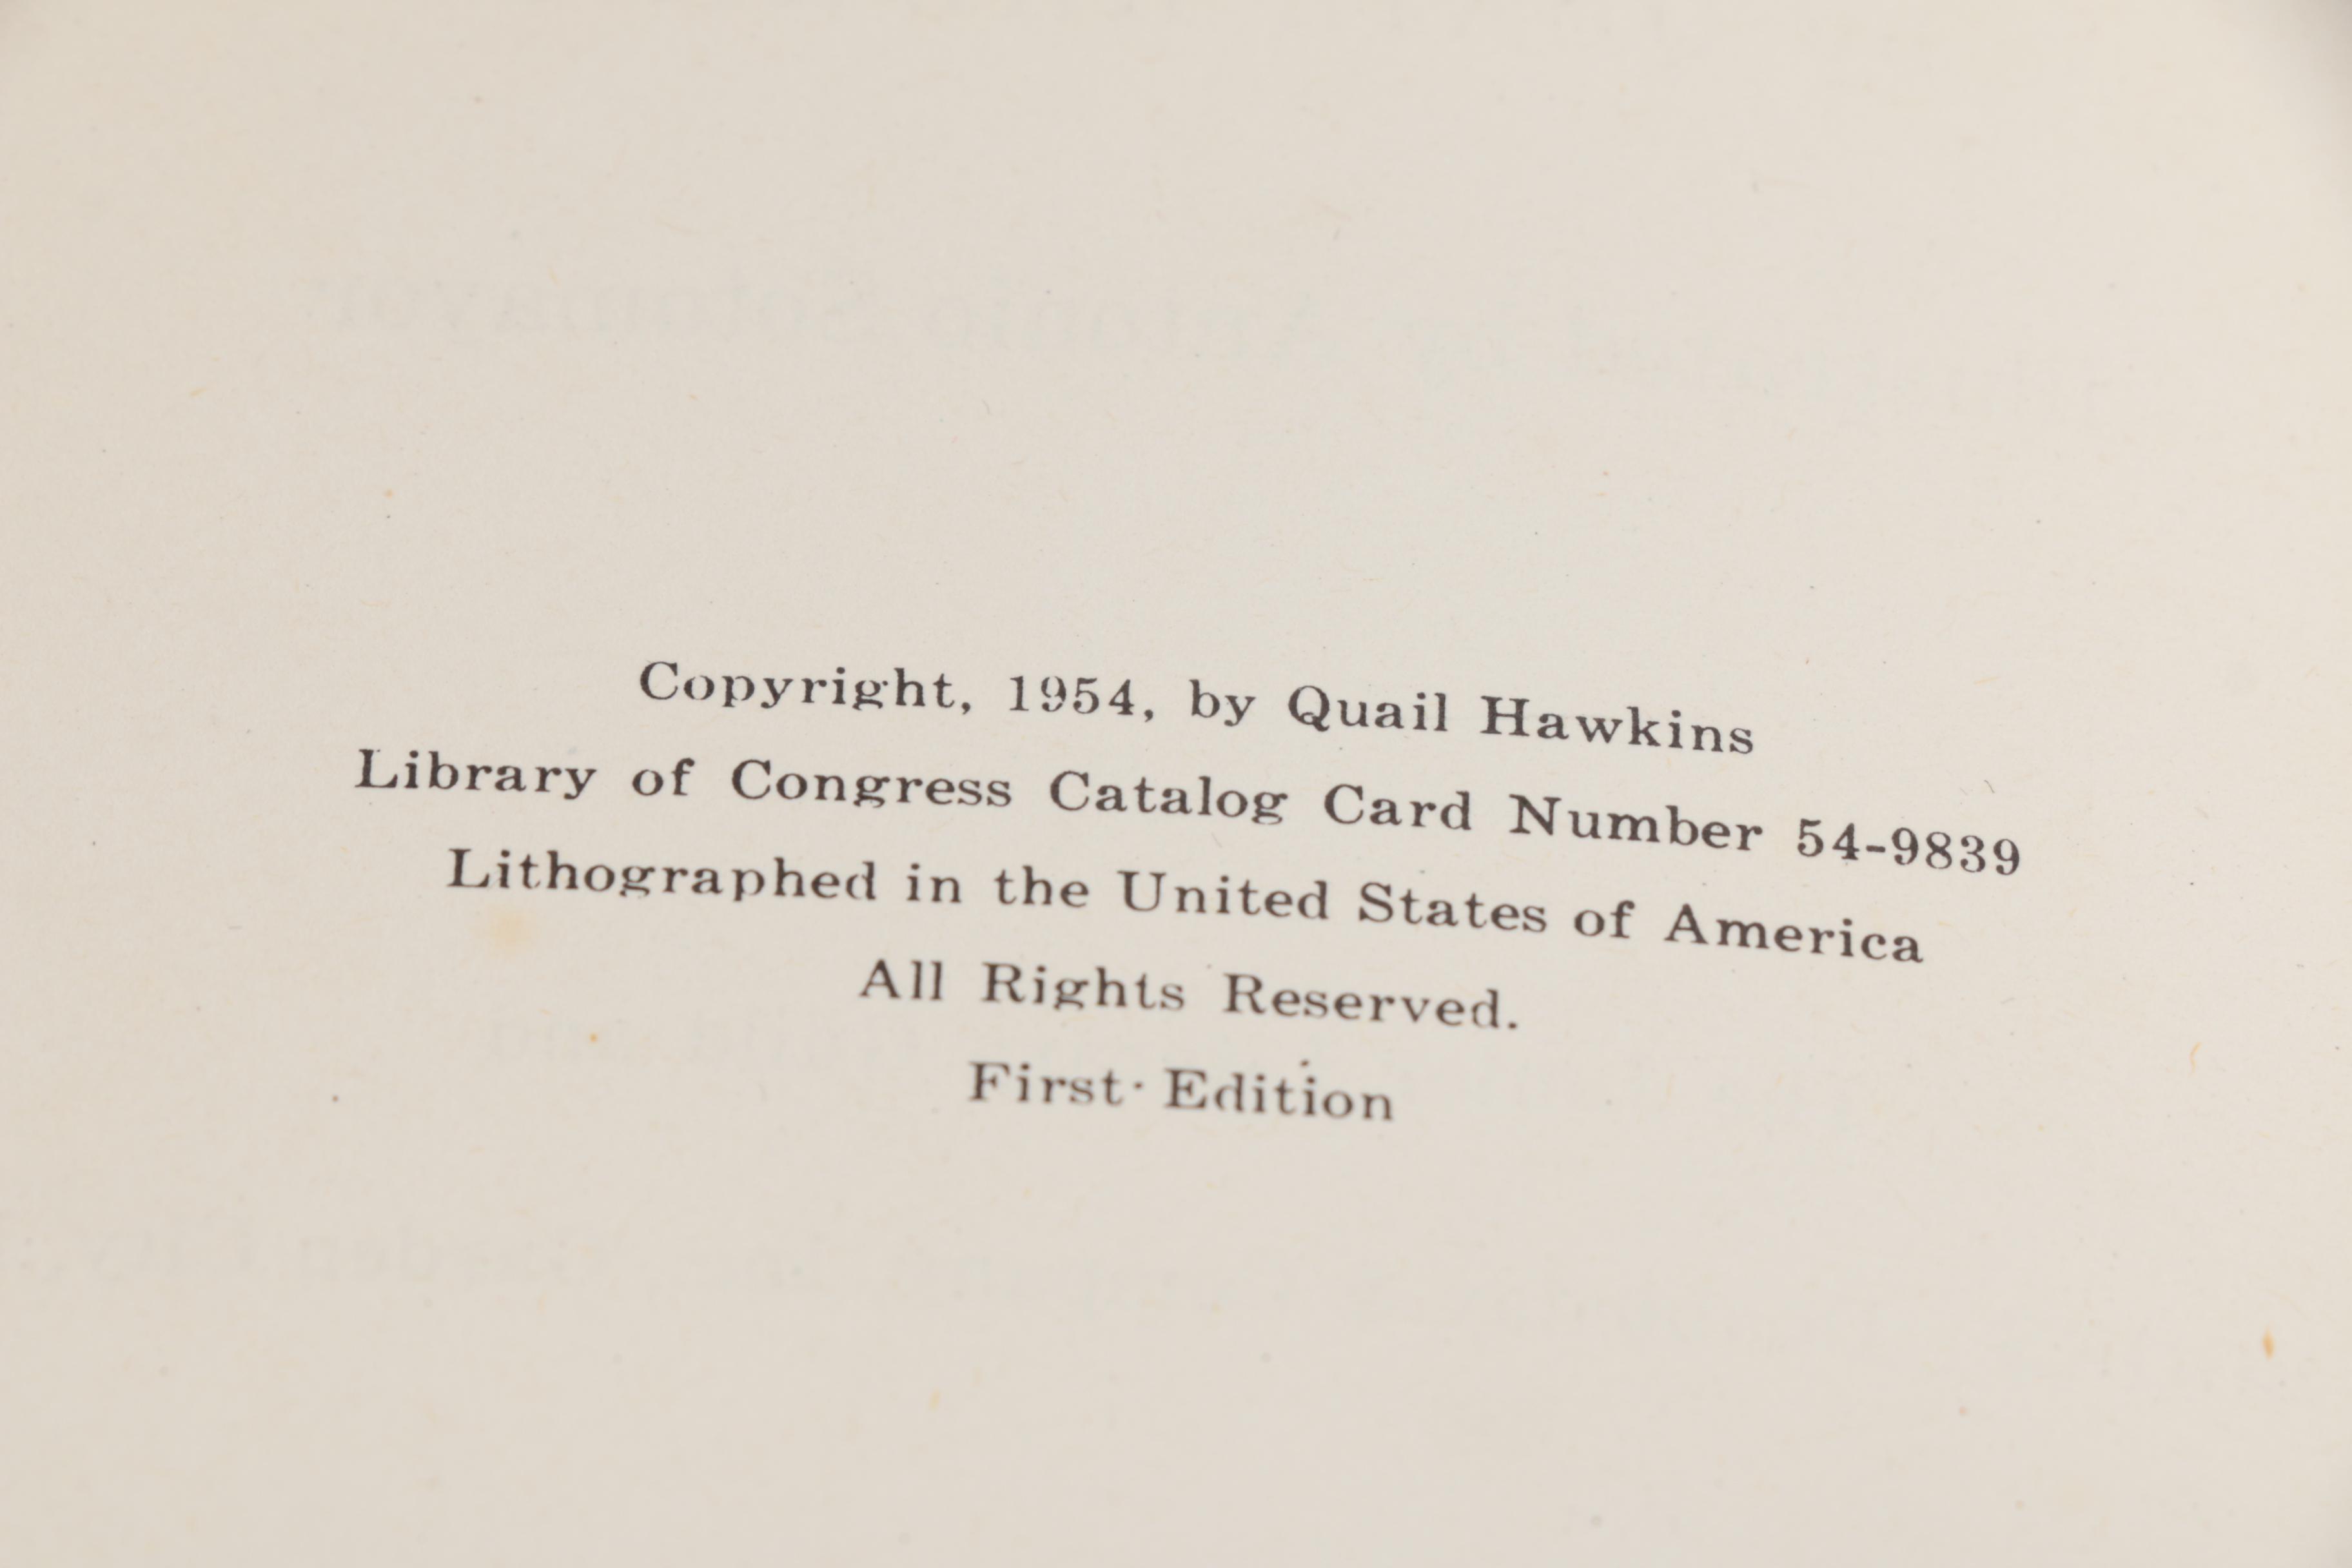 Copyright, 1954, by Quail Hawkins
Library of Congress Catalog Card Number 54-9839
Lithographed in the United States of America
All Rights Reserved.
First Edition